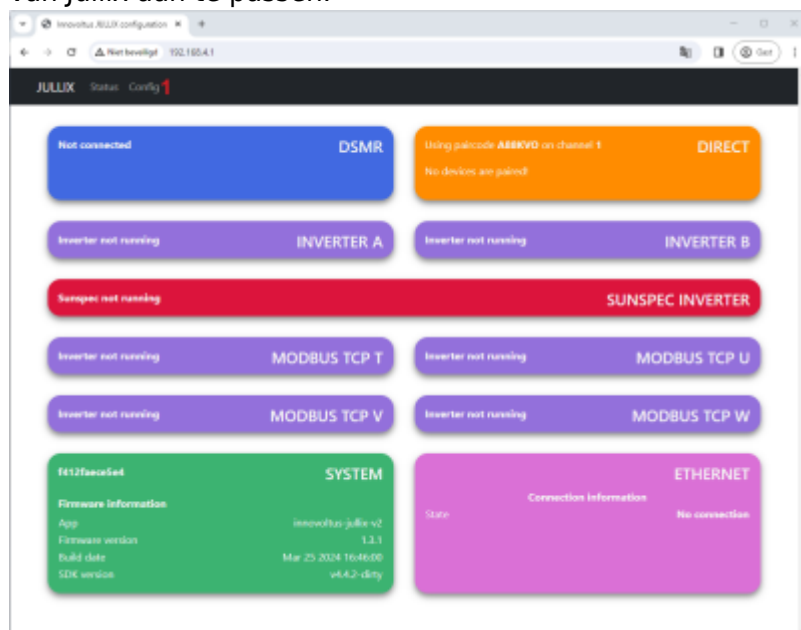 van jullix aan te passen.
Innovoltus JULLIX configuration
Niet beveiligd 192.168.4.1
Gast
JULLIX Status Config 1
Not connected DSMR
Using paircode on channel 1 DIRECT
No devices are paired!
Inverter not running INVERTER A
Inverter not running INVERTER B
Sunspec not running SUNSPEC INVERTER
Inverter not running MODBUS TCP T
Inverter not running MODBUS TCP U
Inverter not running MODBUS TCP V
Inverter not running MODBUS TCP W
f412faece5e4 SYSTEM
Firmware information
App innovoltus-jullix-v2
Firmware version 1.3.1
Build date Mar 25 2024 16:46:00
SDK version v4.4.2-dirty
ETHERNET
Connection information
State No connection